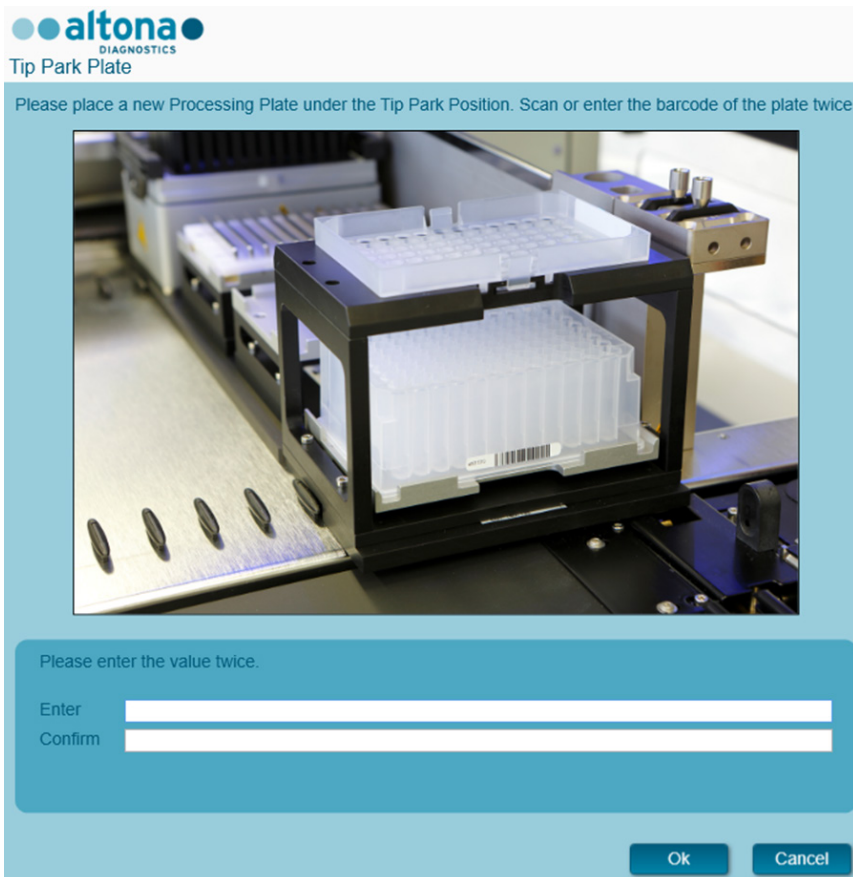 altona
DIAGNOSTICS
Tip Park Plate
Please place a new Processing Plate under the Tip Park Position. Scan or enter the barcode of the plate twice
Please enter the value twice.
Enter
Confirm
Ok
Cancel